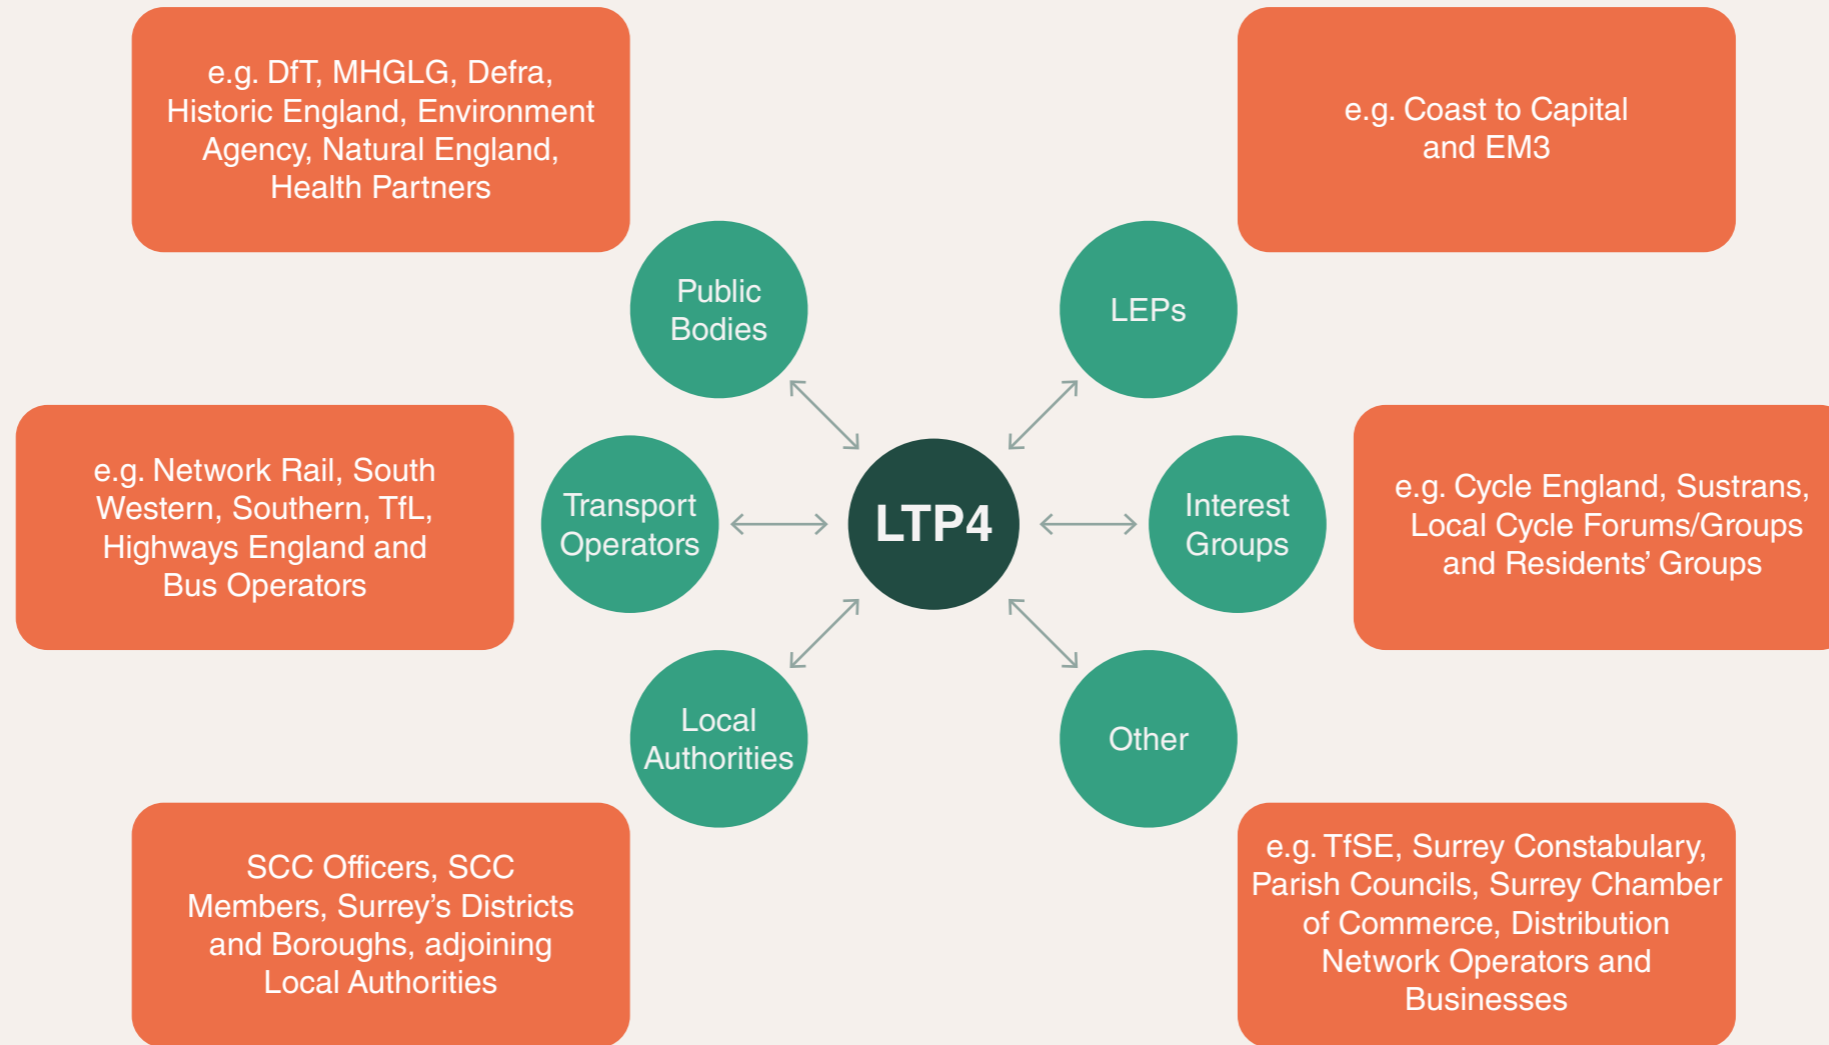 e.g. DfT, MHGLG, Defra,
Historic England, Environment
Agency, Natural England,
Health Partners
e.g. Coast to Capital
and EM3
Public
Bodies
LEPs
e.g. Network Rail, South
Western, Southern, TfL,
Highways England and
Bus Operators
Transport
Operators
LTP4
Interest
Groups
e.g. Cycle England, Sustrans,
Local Cycle Forums/Groups
and Residents’ Groups
Local
Authorities
Other
SCC Officers, SCC
Members, Surrey’s Districts
and Boroughs, adjoining
Local Authorities
e.g. TfSE, Surrey Constabulary,
Parish Councils, Surrey Chamber
of Commerce, Distribution
Network Operators and
Businesses